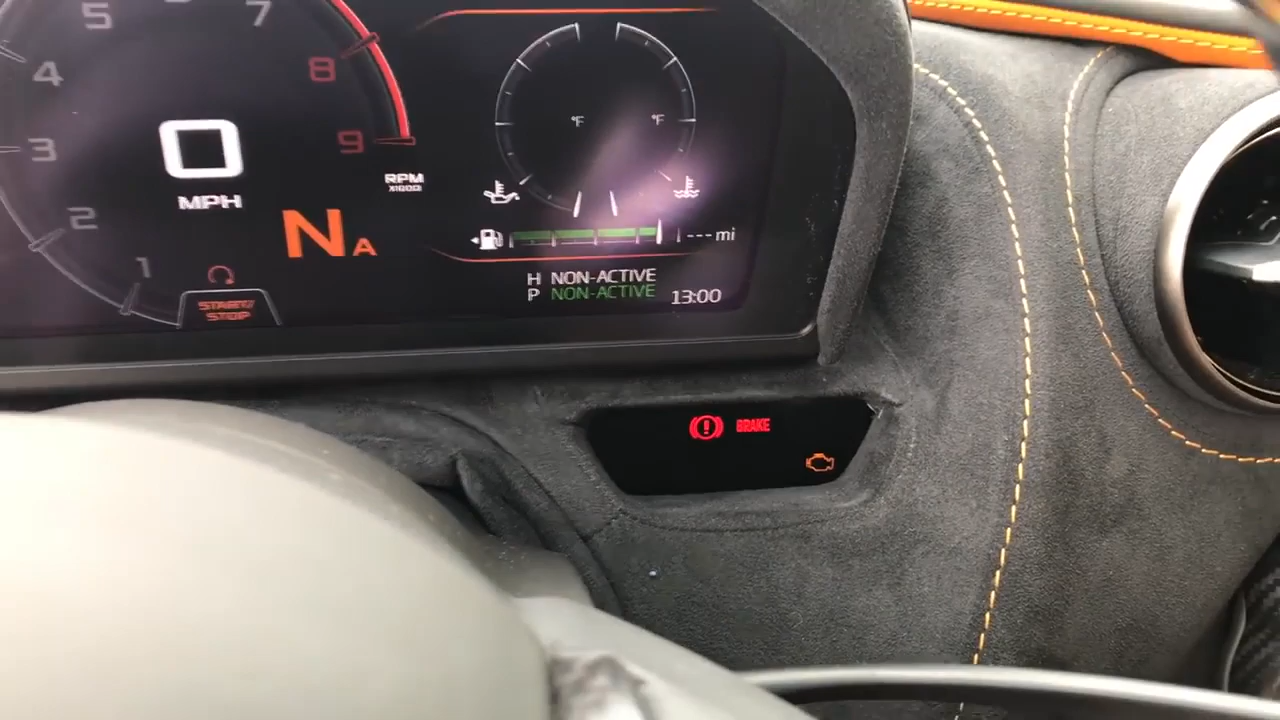 5
7
4
8
3
9
0
MPH
RPM
X1000
2
N A
1
START/
STOP
°F
°F
--- mi
H NON-ACTIVE
P NON-ACTIVE
13:00
BRAKE